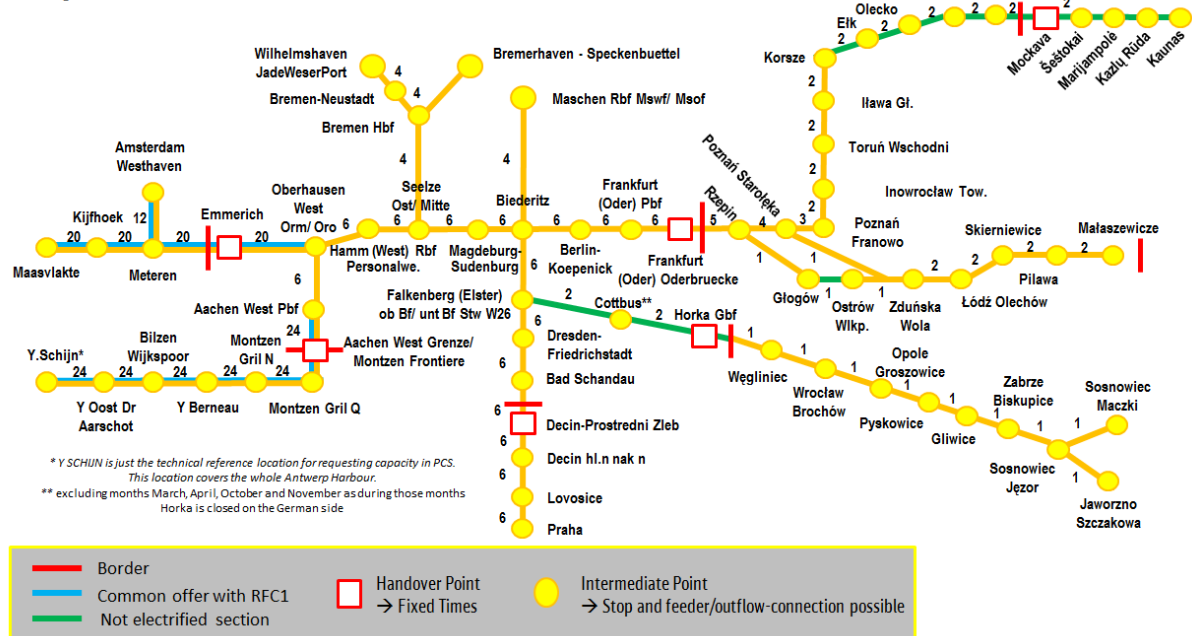 Olecko
2
2
2
2
2
2
2
Ełk
2
2
Korsze
Mockava
Šeštokai
Marijampolė
Kazlų Rūda
Kaunas
Wilhelmshaven
JadeWeserPort
Bremerhaven - Speckenbuettel
4
4
Bremen-Neustadt
Maschen Rbf Mswf/ Msof
2
Iława Gł.
Bremen Hbf
2
Toruń Wschodni
Amsterdam
Westhaven
4
4
Poznań Starołęka
2
Inowrocław Tow.
Oberhausen
West
Orm/ Oro
Seelze
Ost/ Mitte
Biederitz
Frankfurt
(Oder) Pbf
Rzepin
2
Kijfhoek
12
Emmerich
6
6
6
6
6
6
6
5
4
3
Poznań
Franowo
Skierniewice
Małaszewicze
20
20
20
20
Maasvlakte
Meteren
Hamm (West) Rbf
Personalwe.
Magdeburg-
Sudenburg
Berlin-
Koepenick
Frankfurt
(Oder) Oderbruecke
1
1
2
2
2
2
Pilawa
6
6
Głogów
1
Ostrów
Wlkp.
1
Zduńska
Wola
Łódź Olechów
Aachen West Pbf
Falkenberg (Elster)
ob Bf/ unt Bf Stw W26
2
Cottbus**
2
Horka Gbf
24
Y.Schijn*
Bilzen
Wijkspoor
Montzen
Gril N
Aachen West Grenze/
Montzen Frontiere
6
Dresden-
Friedrichstadt
1
1
Opole
Groszowice
24
24
24
24
24
6
Bad Schandau
Węgliniec
1
Zabrze
Biskupice
Sosnowiec
Maczki
Y Oost Dr
Aarschot
Y Berneau
Montzen Gril Q
Wrocław
Brochów
1
6
Decin-Prostredni Zleb
Pyskowice
1
1
1
6
Decin hl.n nak n
Gliwice
* Y SCHIJN is just the technical reference location for requesting capacity in PCS.
This location covers the whole Antwerp Harbour.
** excluding months March, April, October and November as during those months
Horka is closed on the German side
Sosnowiec
Jęzor
1
6
Lovosice
Jaworzno
Szczakowa
6
Praha
Border
Common offer with RFC1
Not electrified section
Handover Point
→ Fixed Times
Intermediate Point
→ Stop and feeder/outflow-connection possible